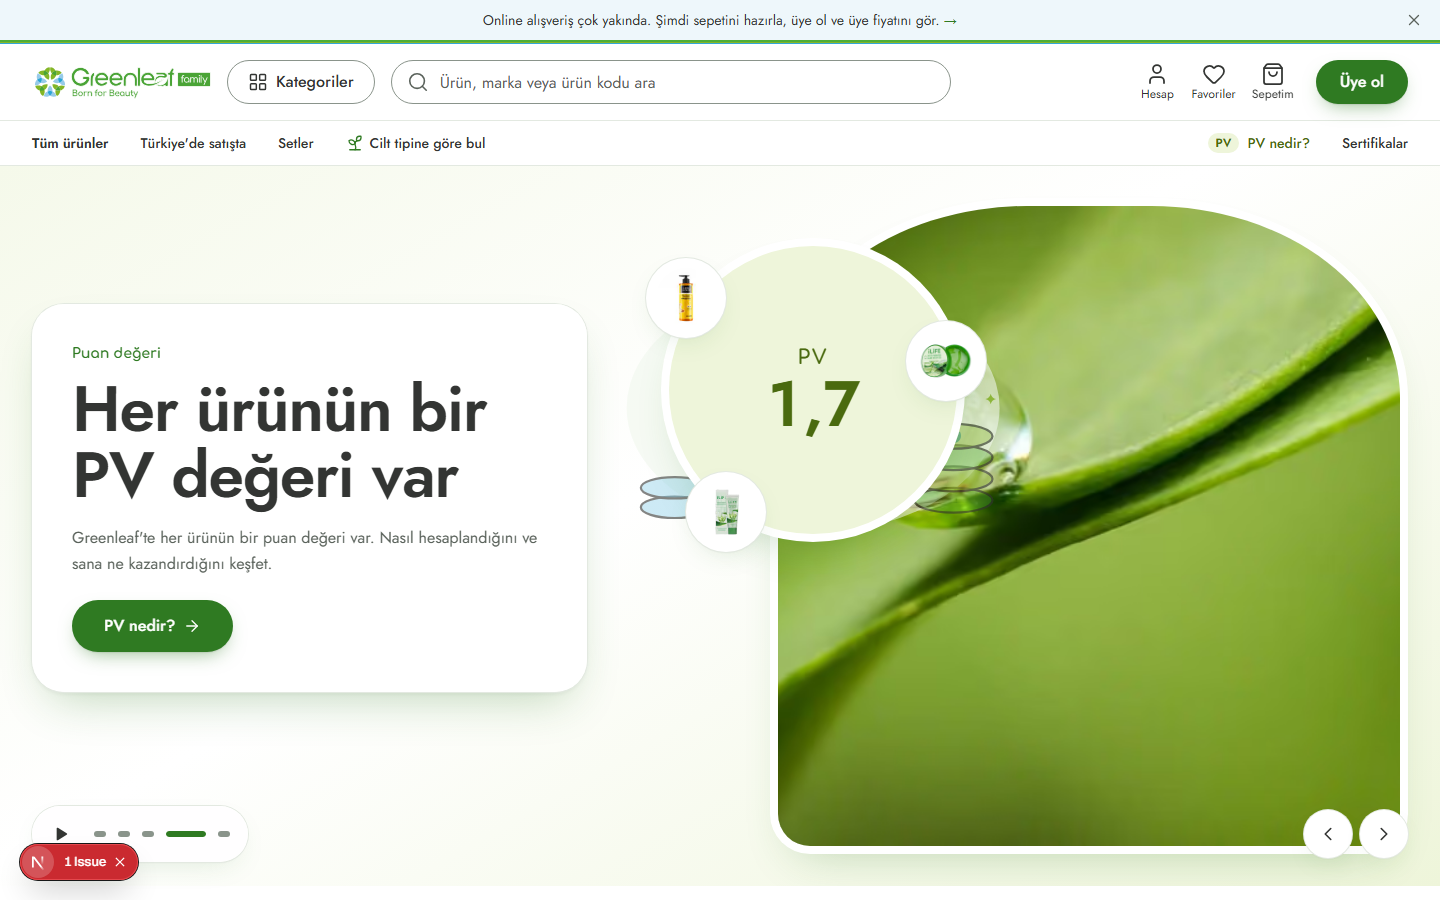 Online alışveriş çok yakında. Şimdi sepetini hazırla, üye ol ve üye fiyatını gör. →
Greenleaf family
Born for Beauty
Kategoriler
Ürün, marka veya ürün kodu ara
Hesap
Favoriler
Sepetim
Üye ol
Tüm ürünler
Türkiye'de satışta
Setler
Cilt tipine göre bul
PV
PV nedir?
Sertifikalar
Puan değeri
Her ürünün bir
PV değeri var
Greenleaf'te her ürünün bir puan değeri var. Nasıl hesaplandığını ve
sana ne kazandırdığını keşfet.
PV nedir? →
PV
1,7
N
1 Issue